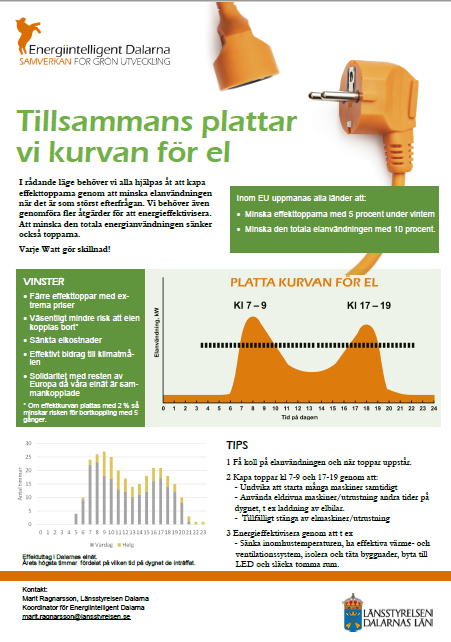 Energiintelligent Dalarna
SAMVERKAN FÖR GRÖN UTVECKLING
Tillsammans plattar
vi kurvan för el
I rådande läge behöver vi alla hjälpas åt att kapa
effekttopparna genom att minska elanvändningen
när det är som störst efterfrågan. Vi behöver även
genomföra fler åtgärder för att energieffektivisera.
Att minska den totala energianvändningen sänker
också topparna.
Varje Watt gör skillnad!
Inom EU uppmanas alla länder att:
• Minska effekttopparna med 5 procent under vintern
• Minska den totala elanvändningen med 10 procent.
VINSTER
• Färre effekttoppar med ex-
trema priser
• Väsentligt mindre risk att elen
kopplas bort*
• Sänkta elkostnader
• Effektivt bidrag till klimatmå-
len
• Solidaritet med resten av
Europa då våra elnät är sam-
mankopplade
* Om effektkurvan plattas med 2 % så
minskar risken för bortkoppling med 5
gånger.
PLATTA KURVAN FÖR EL
Kl 7 – 9 Kl 17 – 19
Elanvändning, kW
0 1 2 3 4 5 6 7 8 9 10 11 12 13 14 15 16 17 18 19 20 21 22 23 24
Tid på dagen
30
25
20
15
10
5
0
Antal timmar
0 1 2 3 4 5 6 7 8 9 10 11 12 13 14 15 16 17 18 19 20 21 22 23
Vardag Helg
Effektuttag i Dalarnes elnät.
Årets högsta timmar fördelat på vilken tid på dygnet de inträffat.
TIPS
1 Få koll på elanvändningen och när toppar uppstår.
2 Kapa toppar kl 7-9 och 17-19 genom att:
- Undvika att starta många maskiner samtidigt
- Använda eldrivna maskiner/utrustning andra tider på
dygnet, t ex laddning av elbilar.
- Tillfälligt stänga av elmaskiner/utrustning
3 Energieffektivisera genom att t ex
- Sänka inomhustemperaturen, ha effektiva värme- och
ventilationssystem, isolera och täta byggnader, byta till
LED och släcka tomma rum.
Kontakt:
Marit Ragnarsson, Länsstyrelsen Dalarna
Koordinator för Energiintelligent Dalarna
marit.ragnarsson@lansstyrelsen.se
LÄNSSTYRELSEN
DALARNAS LÄN